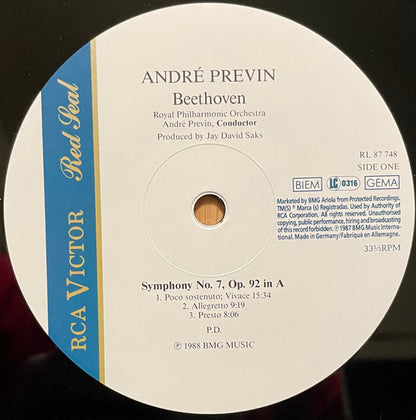 RCA VICTOR Red Seal
ANDRÉ PREVIN
Beethoven
Royal Philharmonic Orchestra
André Previn, Conductor
Produced by Jay David Saks
RL 87 748
SIDE ONE
BIEM LC 0316 GEMA
Marketed by BMG Ariola from Protected Recordings.
TM(S) ® Marca (s) Registradas. Used by Authority of
RCA Corporation. All rights reserved. Unauthorised
copying, public performance, hiring and broadcasting
of this record forbidden. ℗ 1987 BMG Music Interna-
tional. Made in Germany/Fabriqué en Allemagne.
33⅓RPM
Symphony No. 7, Op. 92 in A
1. Poco sostenuto; Vivace 15:34
2. Allegretto 9:19
3. Presto 8:06
P.D.
℗ 1988 BMG MUSIC